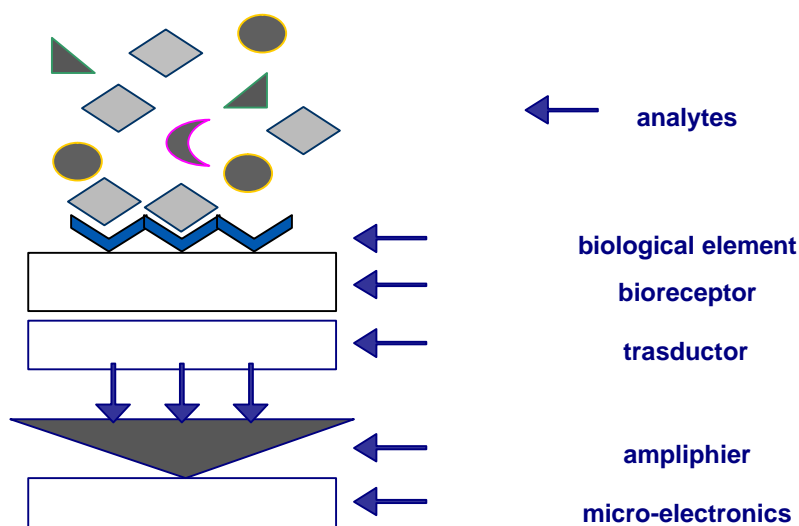 analytes
biological element
bioreceptor
trasductor
ampliphier
micro-electronics